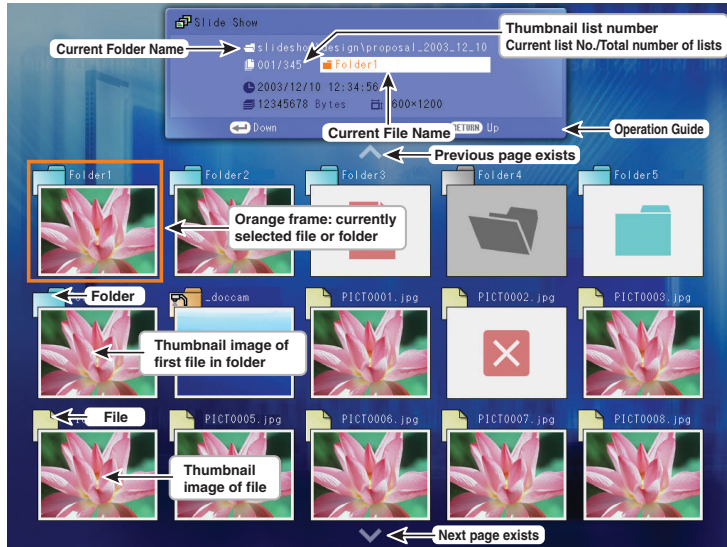 Slide Show
Thumbnail list number
Current list No./Total number of lists
Current Folder Name
slideshow design\proposal_2003_12_10
001/345
Folder1
2003/12/10 12:34:56
12345678 Bytes
600×1200
Down
Current File Name
RETURN Up
Operation Guide
Previous page exists
Folder1
Folder2
Folder3
Folder4
Folder5
Orange frame: currently
selected file or folder
Folder
_doccam
PICT0001.jpg
PICT0002.jpg
PICT0003.jpg
Thumbnail image of
first file in folder
File
PICT0005.jpg
PICT0006.jpg
PICT0007.jpg
PICT0008.jpg
Thumbnail
image of file
Next page exists